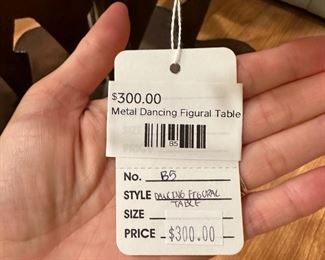 $300.00
Metal Dancing Figural Table
B5
No. B5
STYLE DANCING FIGURAL
TABLE
SIZE
PRICE $300.00